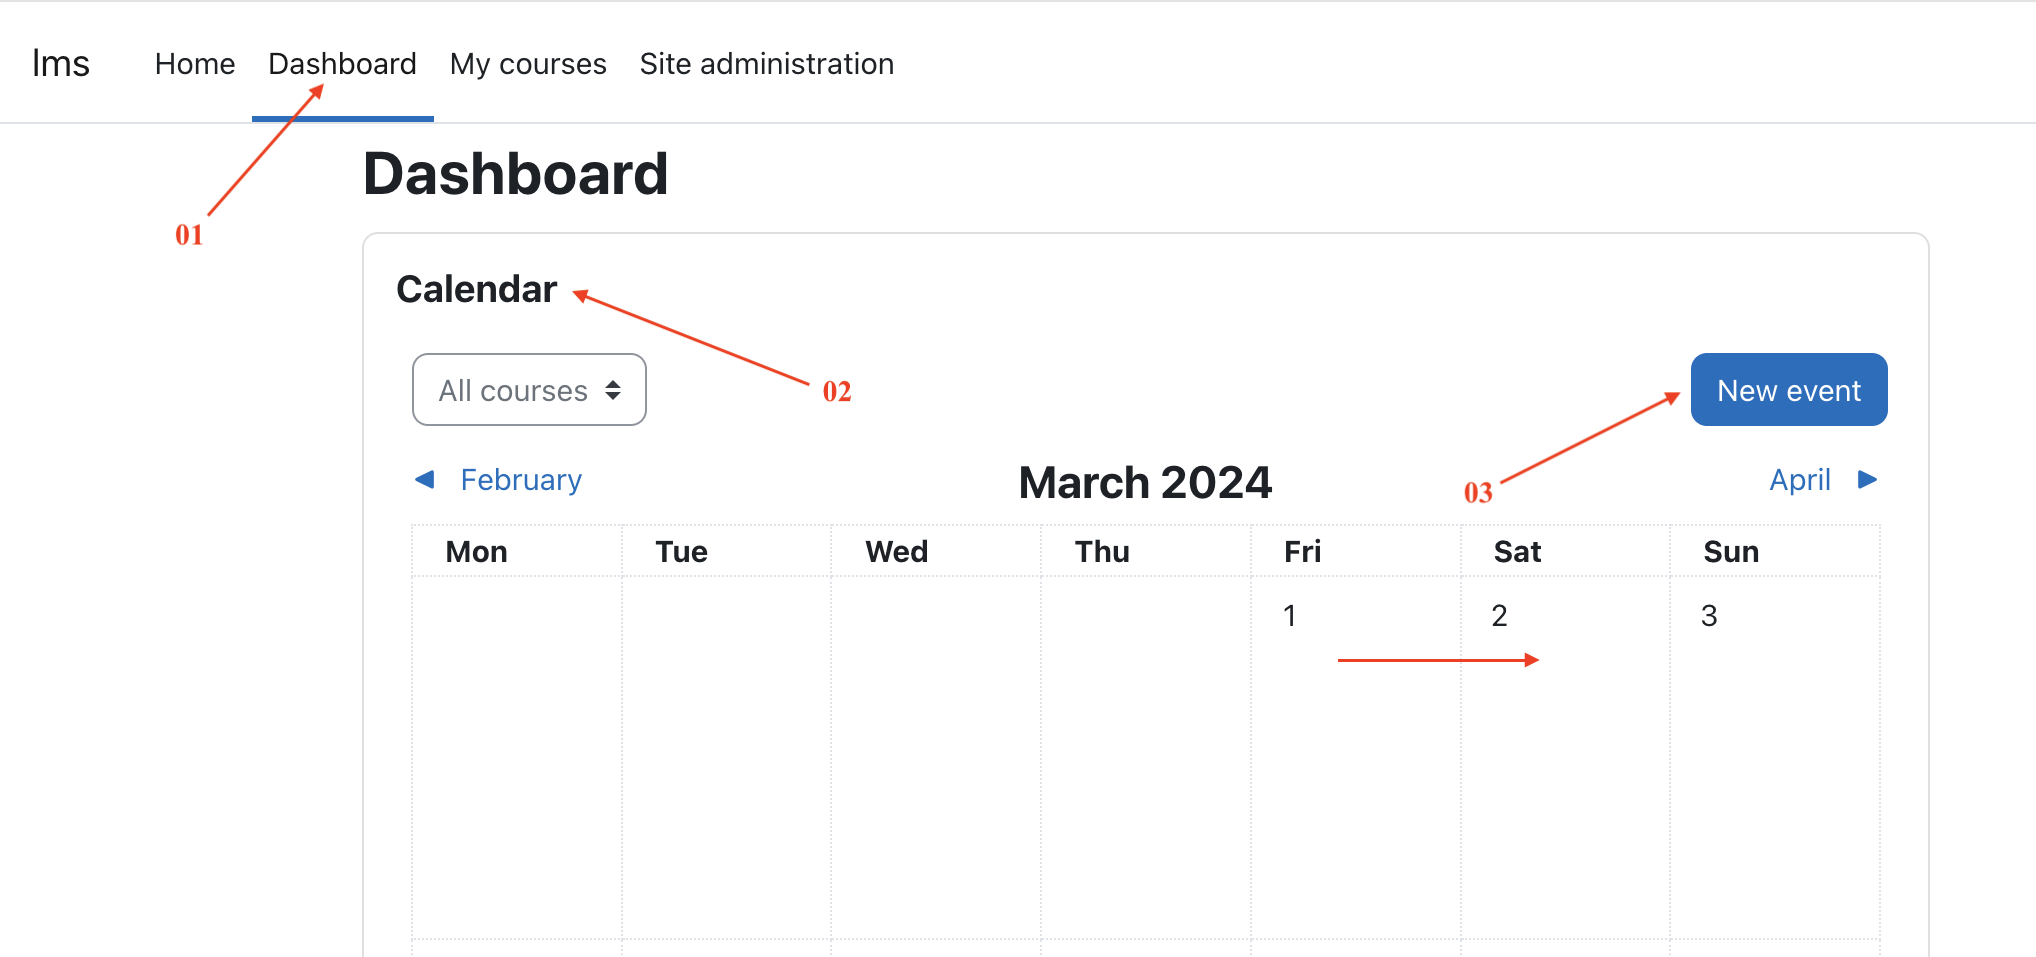 lms Home Dashboard My courses Site administration
01
Dashboard
Calendar
All courses
02
New event
03
February March 2024 April
Mon Tue Wed Thu Fri Sat Sun
1 2 3